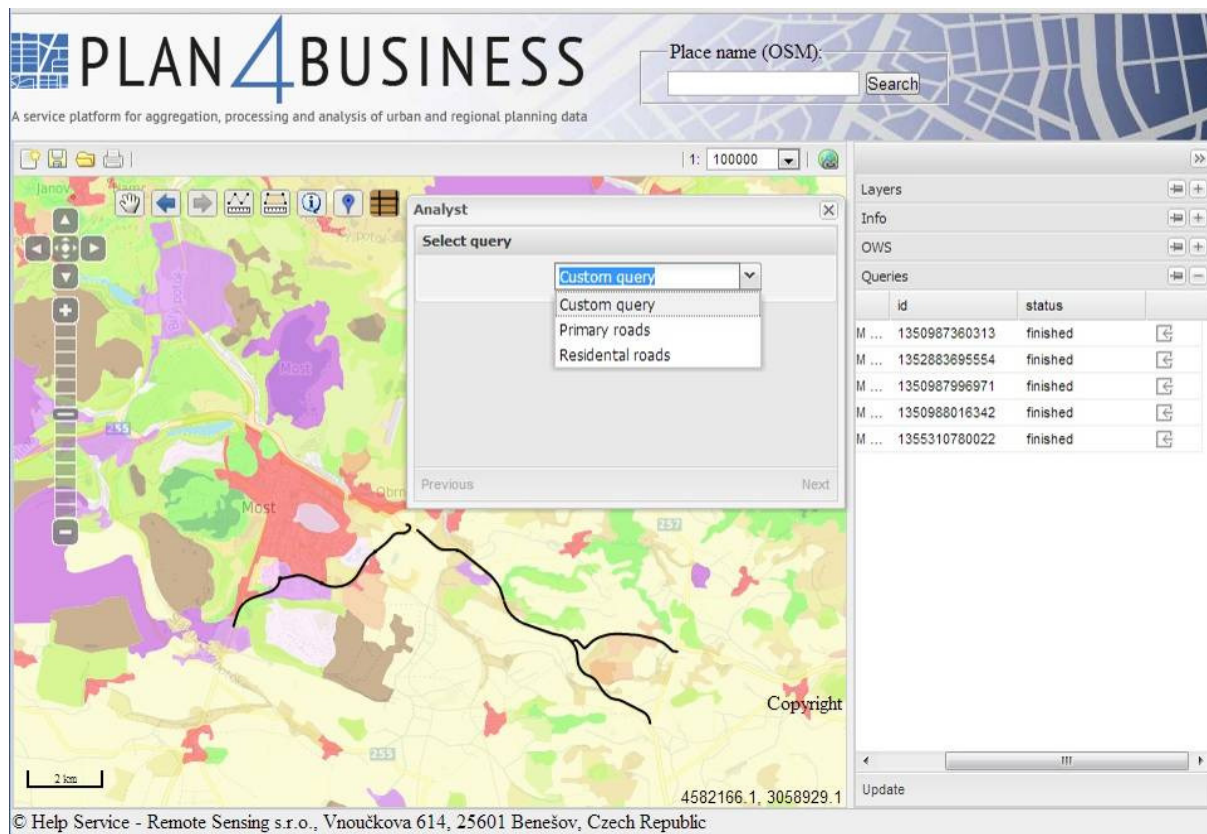 PLAN4BUSINESS
A service platform for aggregation, processing and analysis of urban and regional planning data
Place name (OSM):
Search
1: 100000
Janov
Analyst
Select query
Custom query
Custom query
Primary roads
Residental roads
Previous
Next
Layers
Info
OWS
Queries
id status
M ... 1350987360313 finished
M ... 1352883695554 finished
M ... 1350987996971 finished
M ... 1350988016342 finished
M ... 1355310780022 finished
Update
Most
255
Most
Obrn
257
255
Copyright
2 km
4582166.1, 3058929.1
© Help Service - Remote Sensing s.r.o., Vnoučkova 614, 25601 Benešov, Czech Republic